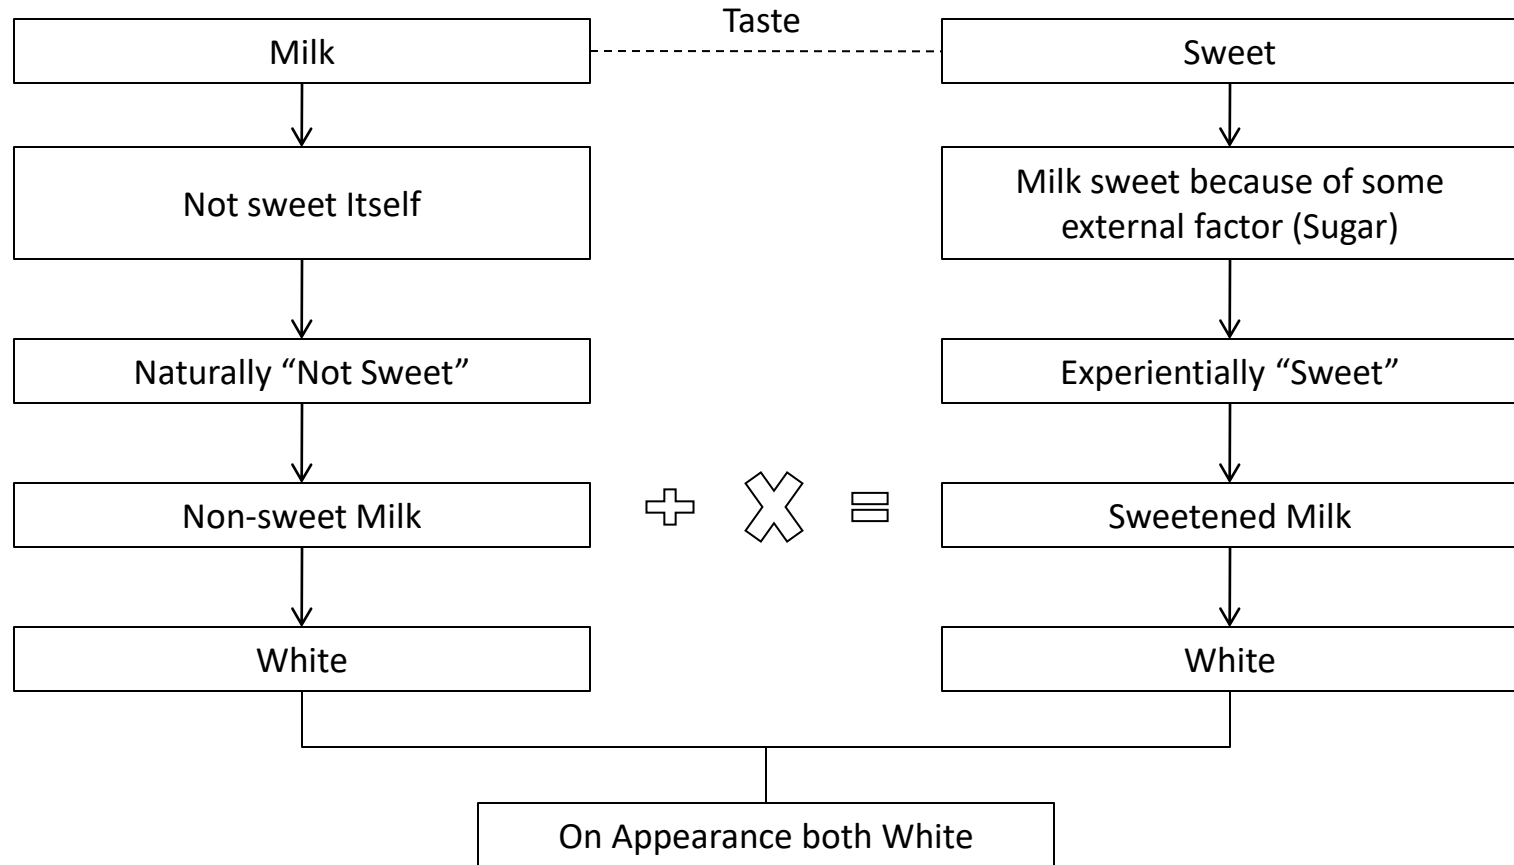 Taste
Milk
Sweet
Not sweet Itself
Milk sweet because of some
external factor (Sugar)
Naturally “Not Sweet”
Experientially “Sweet”
Non-sweet Milk
+ X =
Sweetened Milk
White
White
On Appearance both White